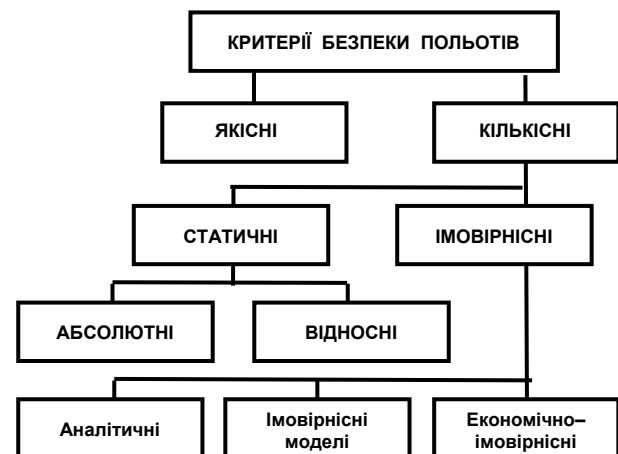 КРИТЕРІЇ БЕЗПЕКИ ПОЛЬОТІВ
ЯКІСНІ
КІЛЬКІСНІ
СТАТИЧНІ
ІМОВІРНІСНІ
АБСОЛЮТНІ
ВІДНОСНІ
Аналітичні
Імовірнісні
моделі
Економічно–
імовірнісні